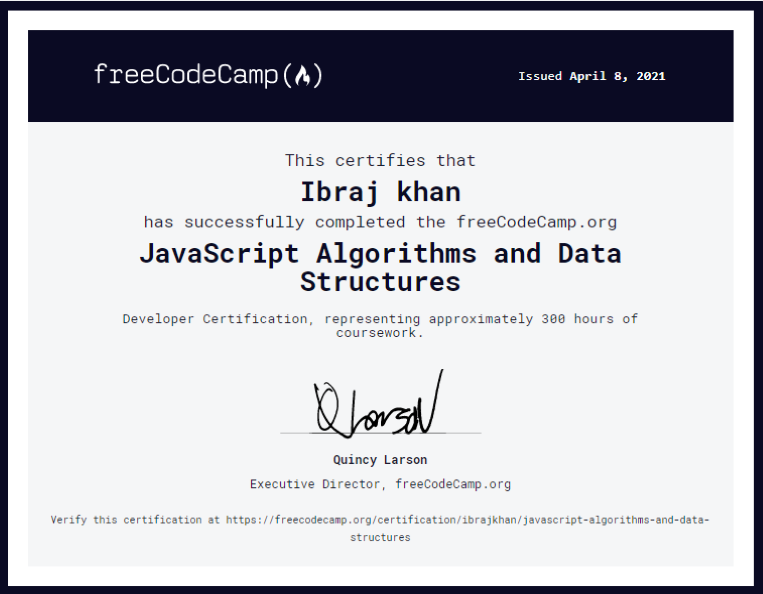 freeCodeCamp(🔥)
Issued April 8, 2021
This certifies that
Ibraj khan
has successfully completed the freeCodeCamp.org
JavaScript Algorithms and Data
Structures
Developer Certification, representing approximately 300 hours of
coursework.
Q Larson
Quincy Larson
Executive Director, freeCodeCamp.org
Verify this certification at https://freecodecamp.org/certification/ibrajkhan/javascript-algorithms-and-data-
structures